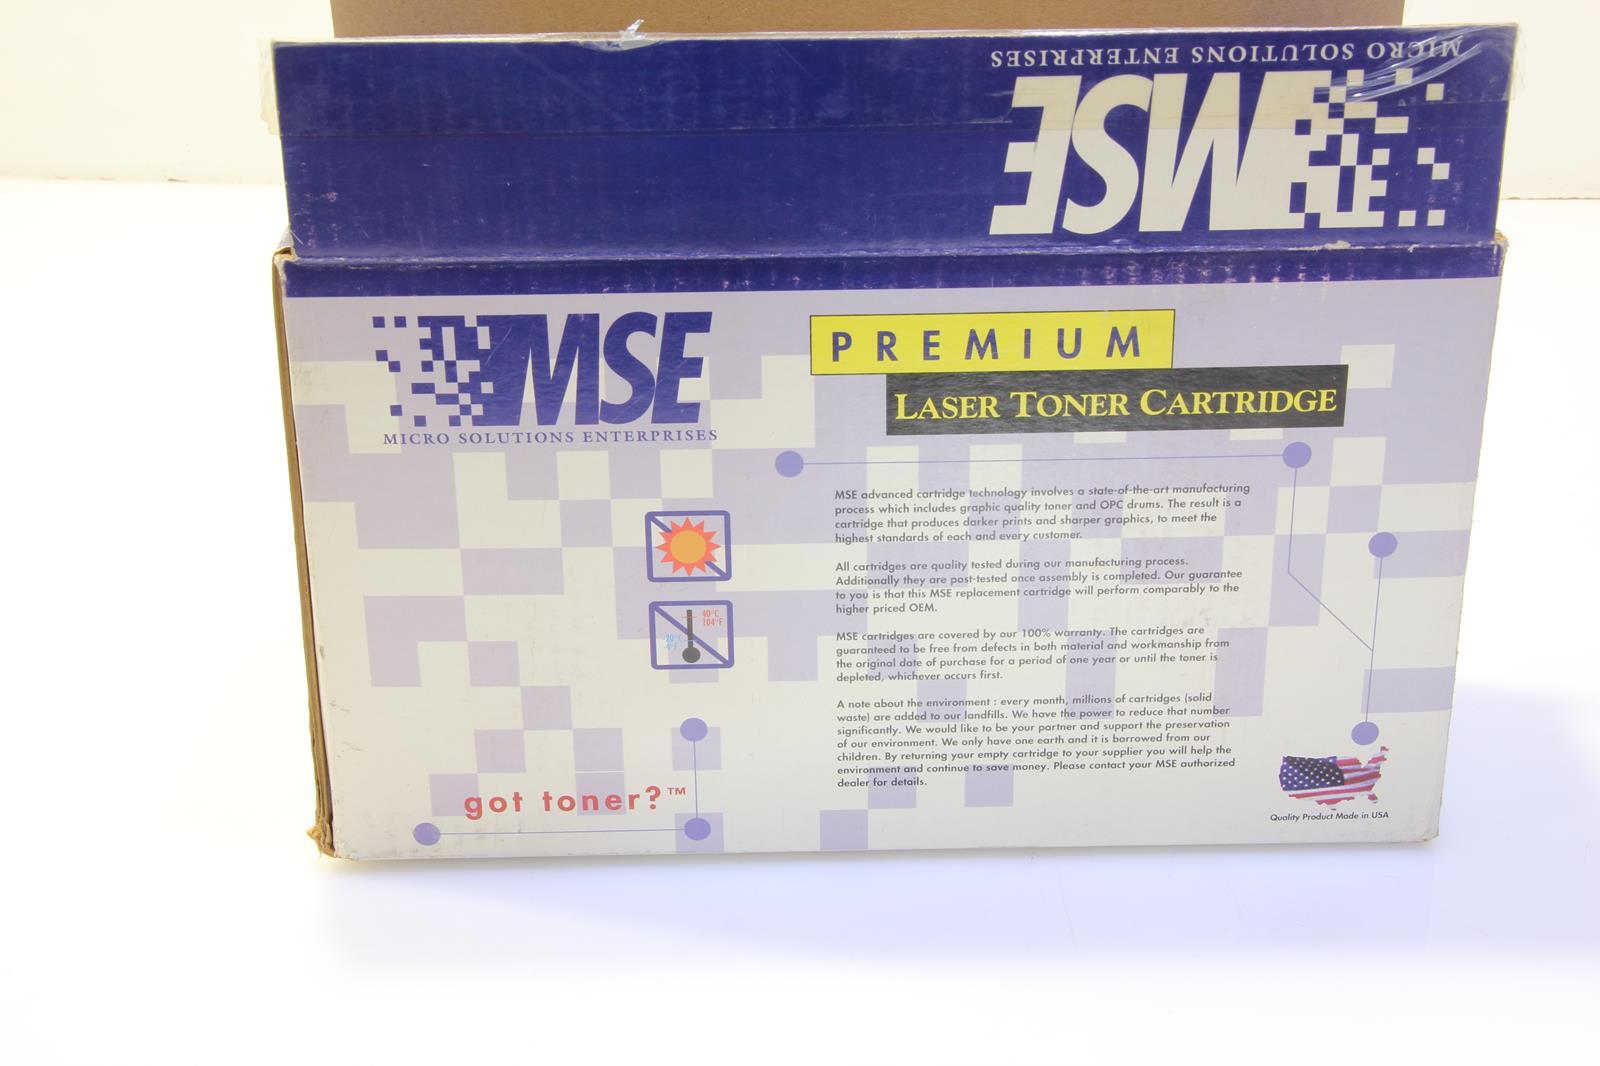 MICRO SOLUTIONS ENTERPRISES
MSE
MSE
MICRO SOLUTIONS ENTERPRISES
PREMIUM
LASER TONER CARTRIDGE
MSE advanced cartridge technology involves a state-of-the-art manufacturing
process which includes graphic quality toner and OPC drums. The result is a
cartridge that produces darker prints and sharper graphics, to meet the
highest standards of each and every customer.
All cartridges are quality tested during our manufacturing process.
Additionally they are post-tested once assembly is completed. Our guarantee
to you is that this MSE replacement cartridge will perform comparably to the
higher priced OEM.
MSE cartridges are covered by our 100% warranty. The cartridges are
guaranteed to be free from defects in both material and workmanship from
the original date of purchase for a period of one year or until the toner is
depleted, whichever occurs first.
A note about the environment : every month, millions of cartridges (solid
waste) are added to our landfills. We have the power to reduce that number
significantly. We would like to be your partner and support the preservation
of our environment. We only have one earth and it is borrowed from our
children. By returning your empty cartridge to your supplier you will help the
environment and continue to save money. Please contact your MSE authorized
dealer for details.
40°C
104°F
-20°C
-4°F
got toner?™
Quality Product Made in USA